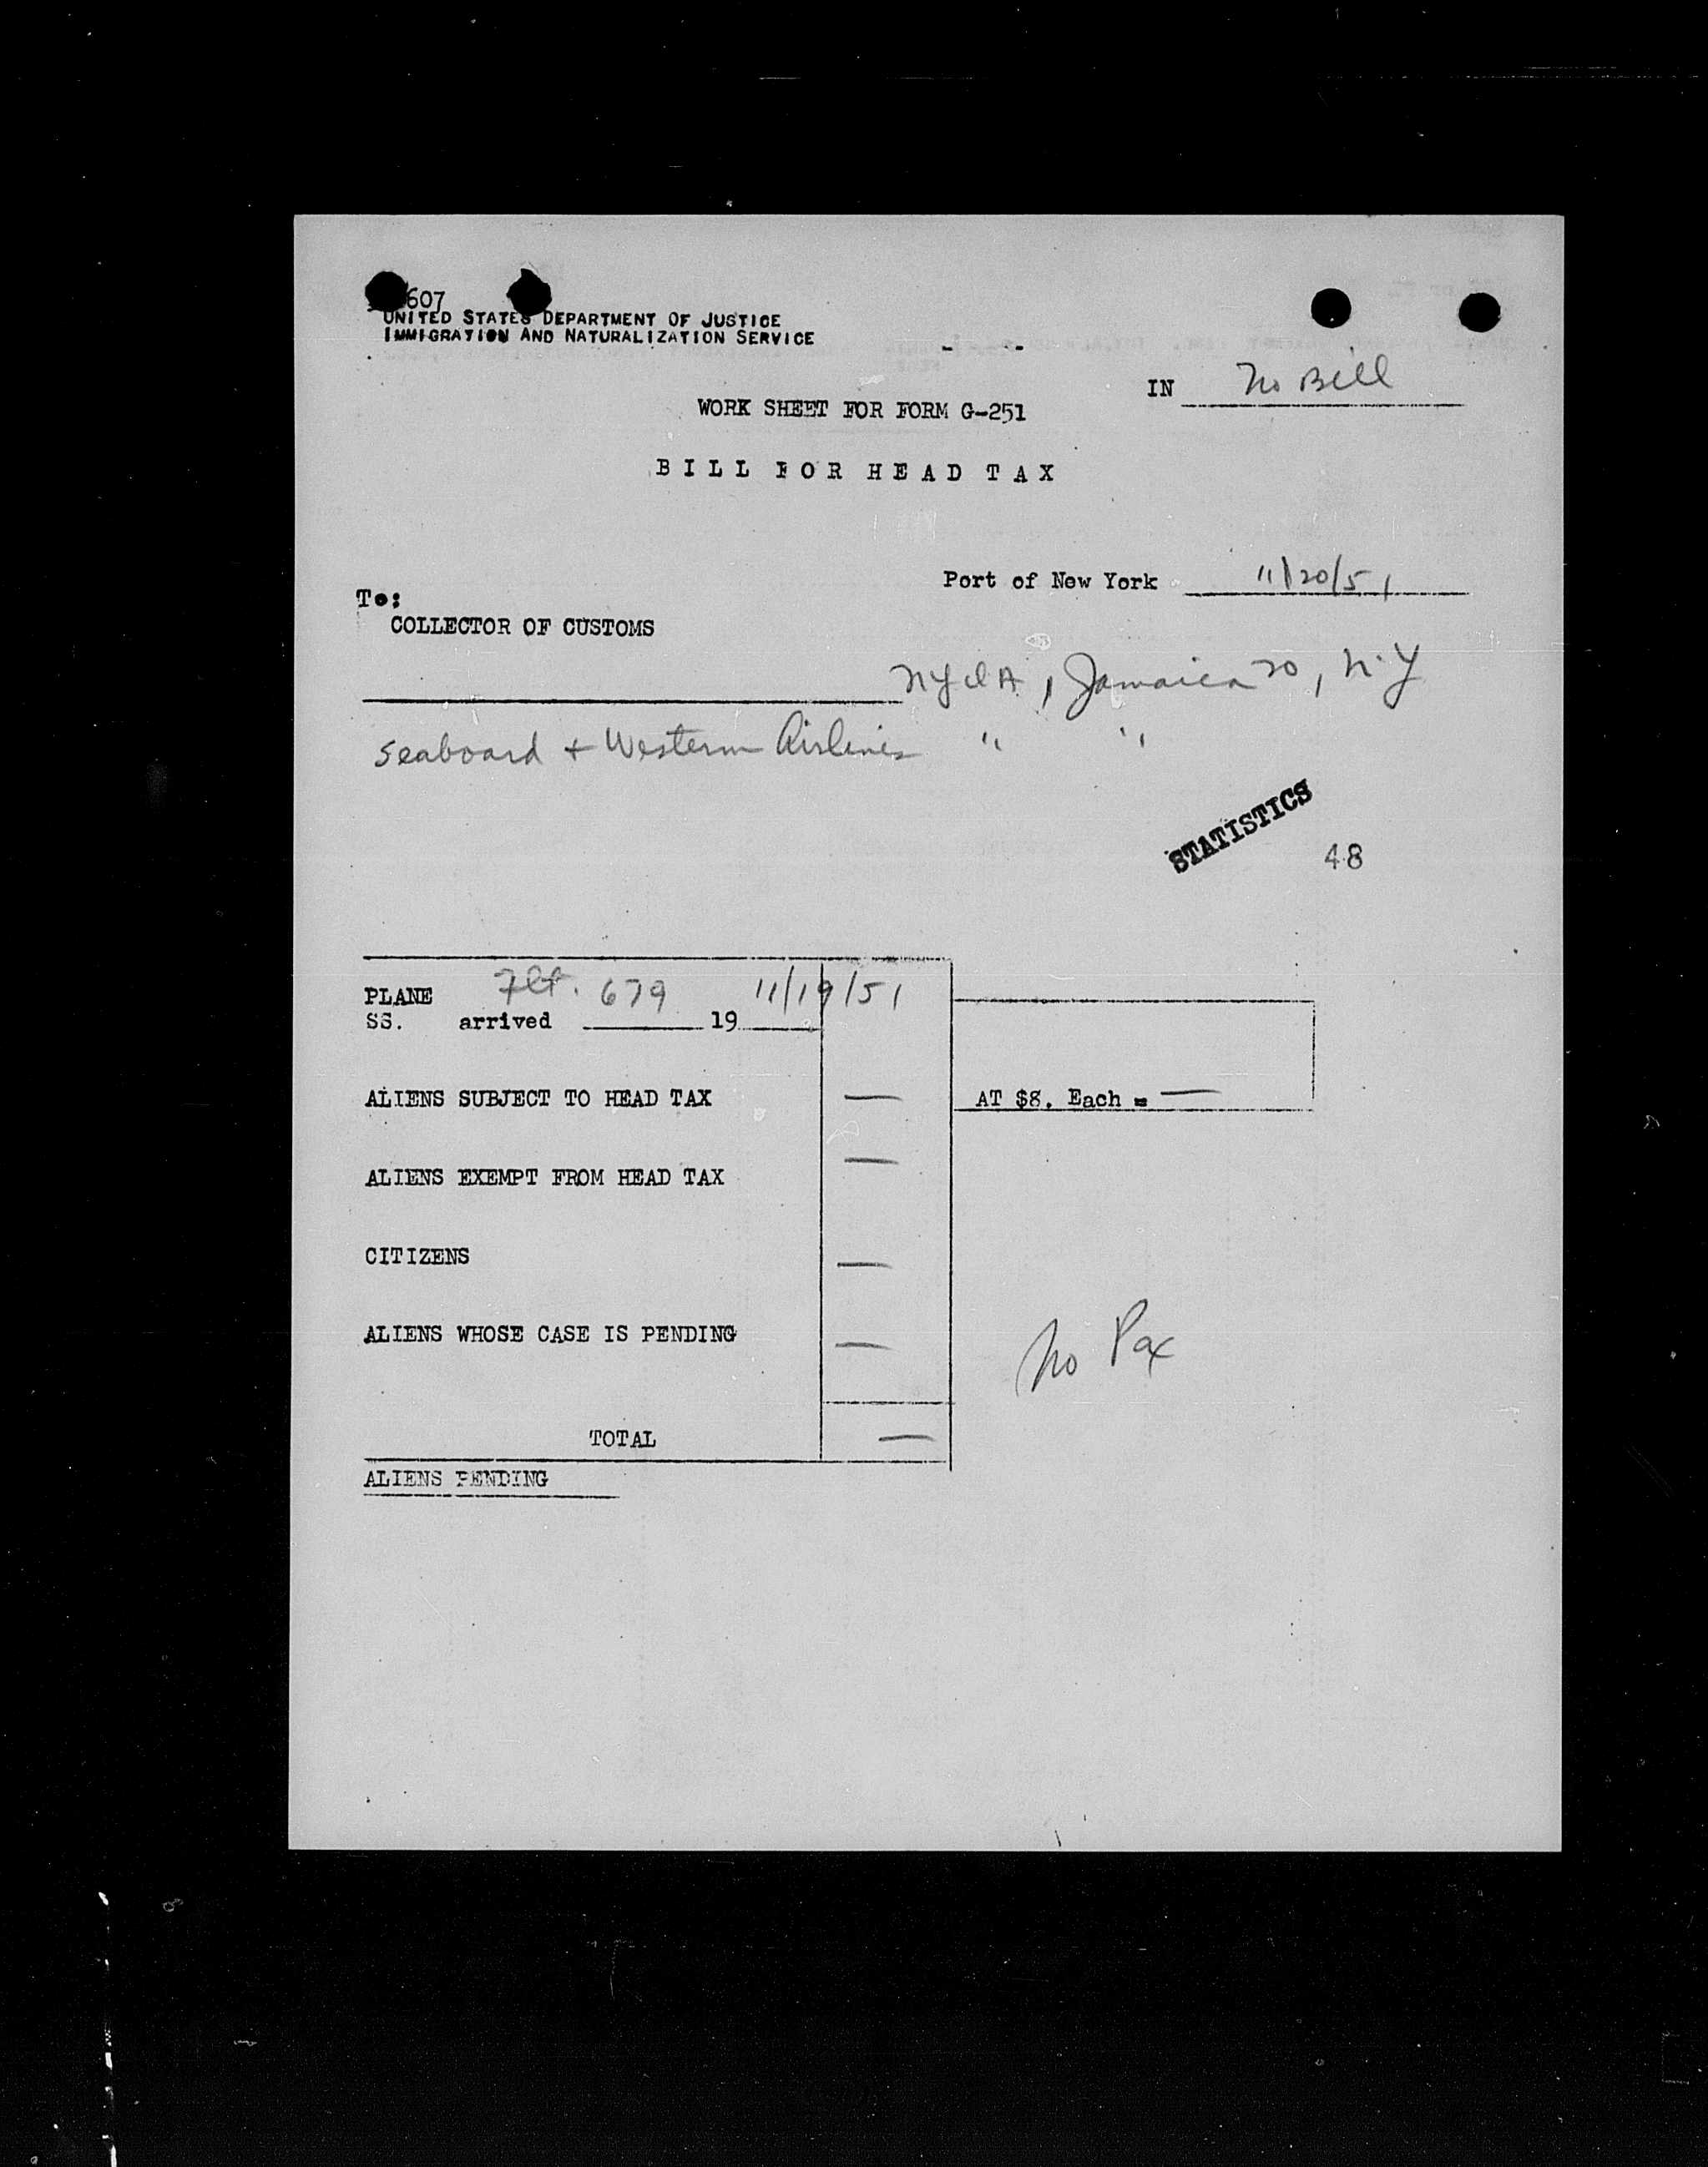 607
UNITED STATES DEPARTMENT OF JUSTICE
IMMIGRATION AND NATURALIZATION SERVICE
IN No Bill
WORK SHEET FOR FORM G-251
BILL FOR HEAD TAX
Port of New York 11/20/51
To:
COLLECTOR OF CUSTOMS
NYIA, Jamaica 20, N.Y
Seaboard + Western Airlines " "
STATISTICS
48
PLANE Flt. 679 11/19/51
SS. arrived 19
ALIENS SUBJECT TO HEAD TAX — AT $8. Each = —
ALIENS EXEMPT FROM HEAD TAX —
CITIZENS —
ALIENS WHOSE CASE IS PENDING —
No Pax
TOTAL —
ALIENS PENDING